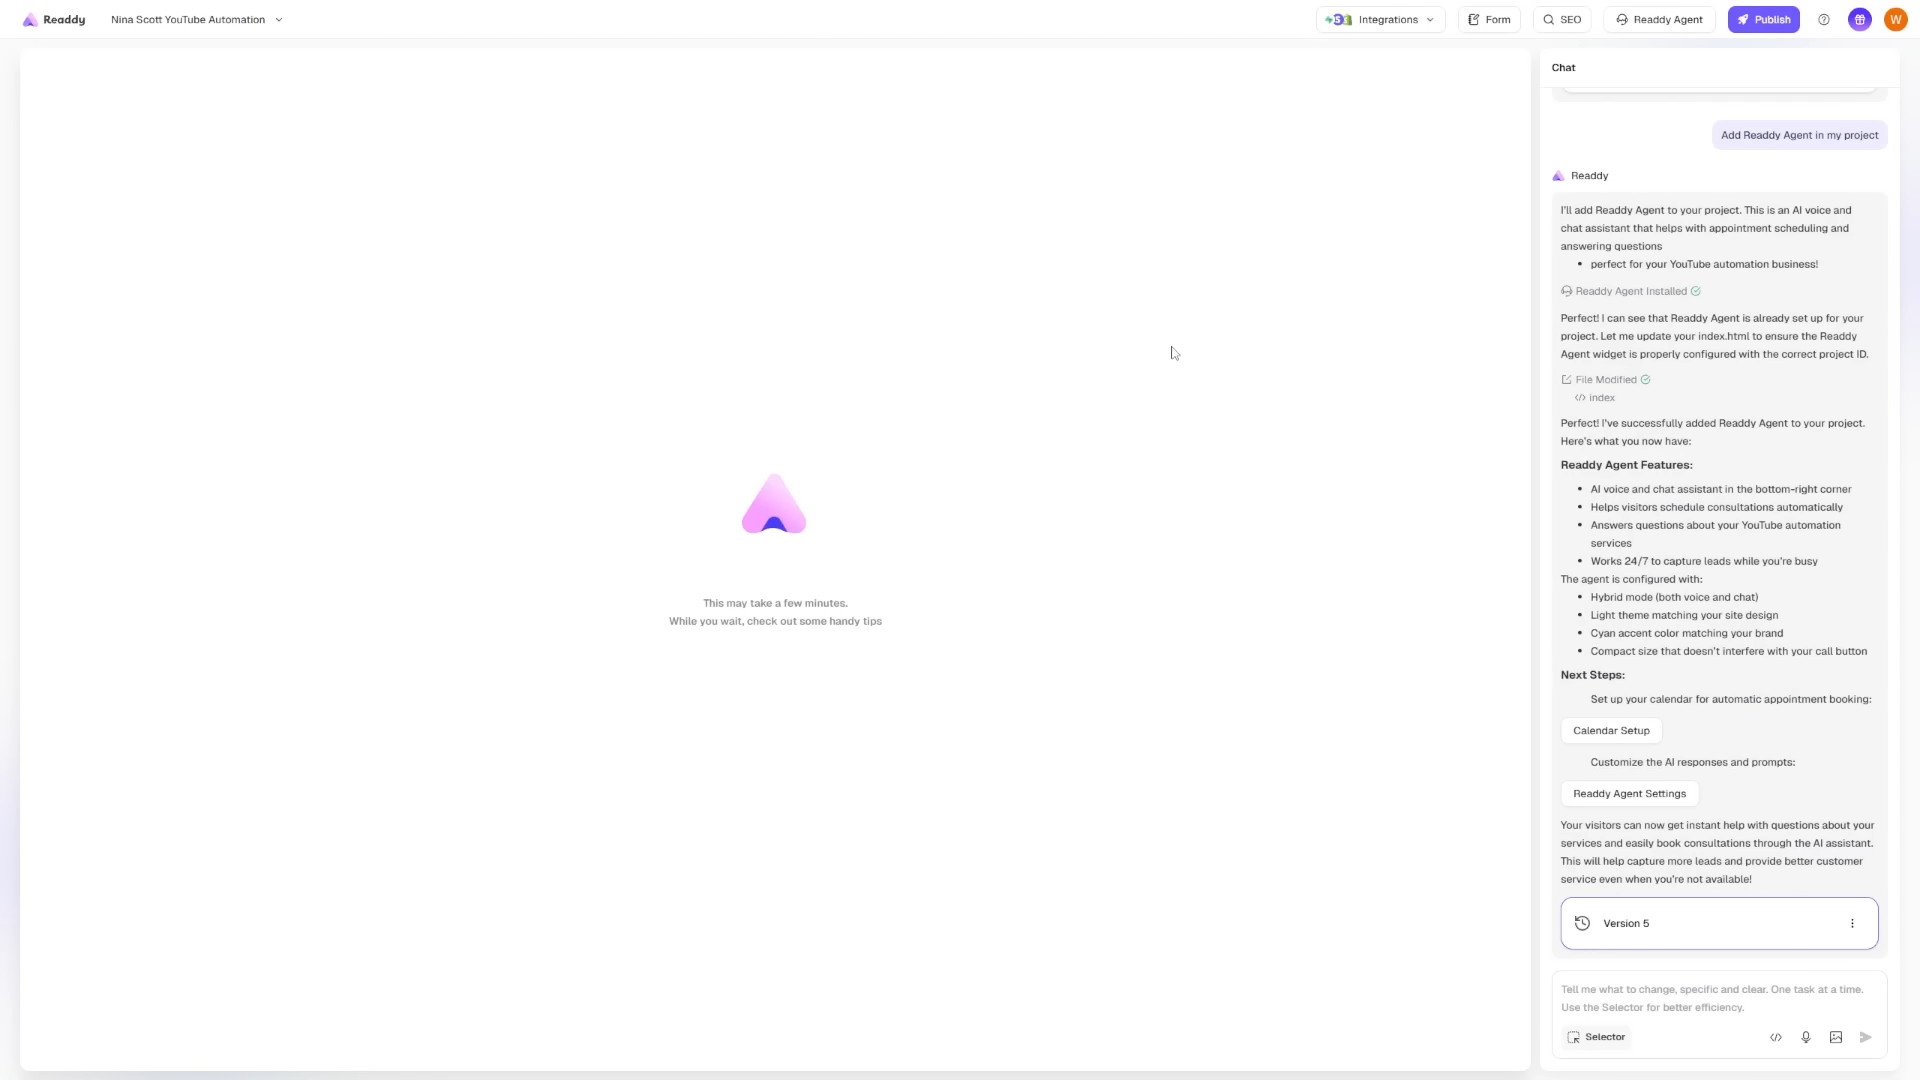 Readdy
Nina Scott YouTube Automation
Integrations
Form
SEO
Readdy Agent
Publish
W
Chat
Add Readdy Agent in my project
Readdy
I'll add Readdy Agent to your project. This is an AI voice and
chat assistant that helps with appointment scheduling and
answering questions
• perfect for your YouTube automation business!
Readdy Agent Installed
Perfect! I can see that Readdy Agent is already set up for your
project. Let me update your index.html to ensure the Readdy
Agent widget is properly configured with the correct project ID.
File Modified
</> index
Perfect! I've successfully added Readdy Agent to your project.
Here's what you now have:
Readdy Agent Features:
• AI voice and chat assistant in the bottom-right corner
• Helps visitors schedule consultations automatically
• Answers questions about your YouTube automation
services
• Works 24/7 to capture leads while you're busy
The agent is configured with:
• Hybrid mode (both voice and chat)
• Light theme matching your site design
• Cyan accent color matching your brand
• Compact size that doesn't interfere with your call button
Next Steps:
Set up your calendar for automatic appointment booking:
Calendar Setup
Customize the AI responses and prompts:
Readdy Agent Settings
Your visitors can now get instant help with questions about your
services and easily book consultations through the AI assistant.
This will help capture more leads and provide better customer
service even when you're not available!
Version 5
Tell me what to change, specific and clear. One task at a time.
Use the Selector for better efficiency.
Selector
This may take a few minutes.
While you wait, check out some handy tips